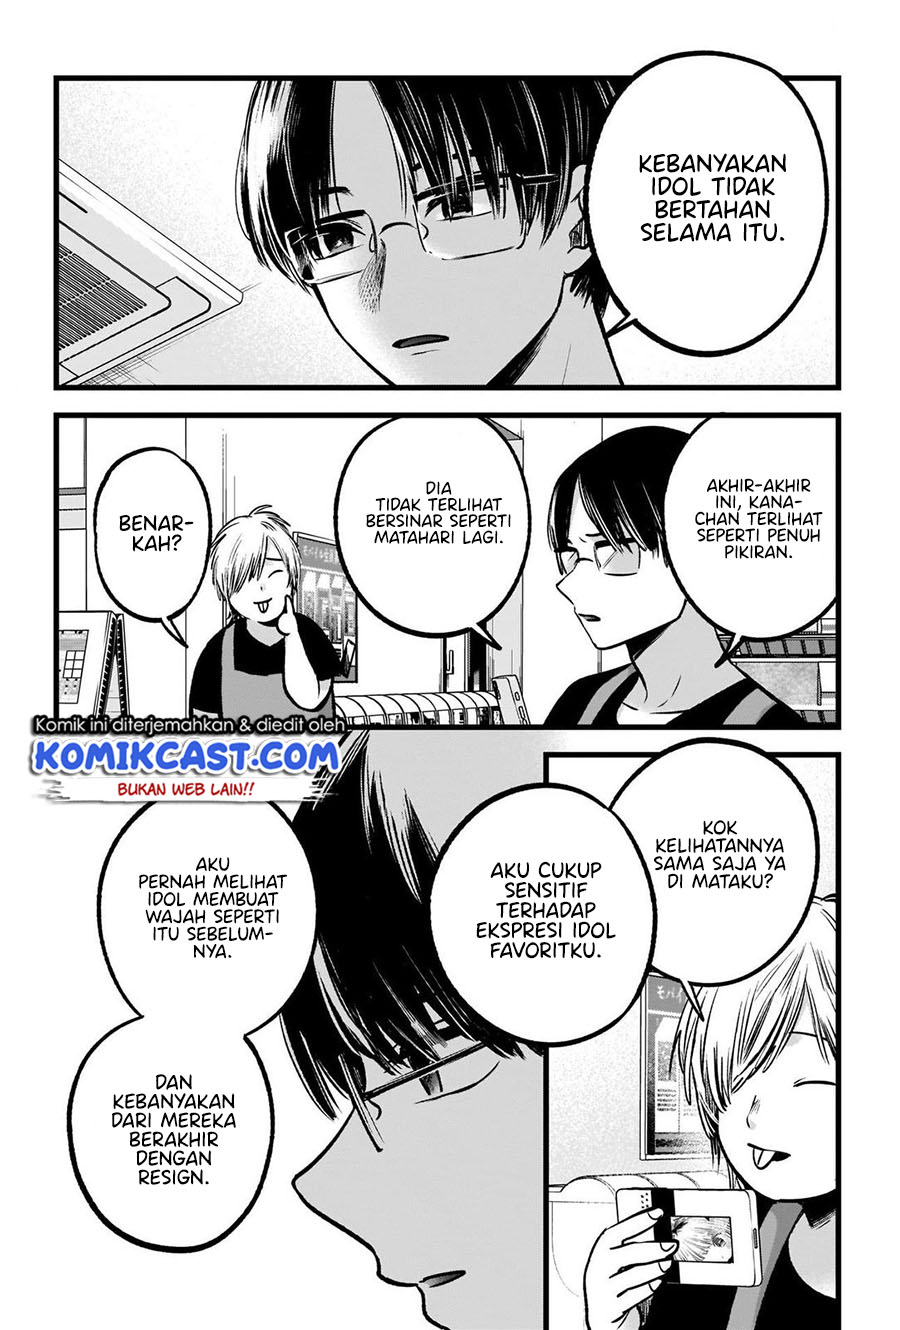 KEBANYAKAN
IDOL TIDAK
BERTAHAN
SELAMA ITU.
AKHIR-AKHIR
INI, KANA-
CHAN TERLIHAT
SEPERTI PENUH
PIKIRAN.
DIA
TIDAK TERLIHAT
BERSINAR SEPERTI
MATAHARI LAGI.
BENAR-
KAH?
Komik ini diterjemahkan & diedit oleh
KOMIKCAST.COM
BUKAN WEB LAIN!!
KOK
KELIHATANNYA
SAMA SAJA YA
DI MATAKU?
AKU CUKUP
SENSITIF
TERHADAP
EKSPRESI IDOL
FAVORITKU.
AKU
PERNAH MELIHAT
IDOL MEMBUAT
WAJAH SEPERTI
ITU SEBELUM-
NYA.
DAN
KEBANYAKAN
DARI MEREKA
BERAKHIR
DENGAN
RESIGN.
モバイ